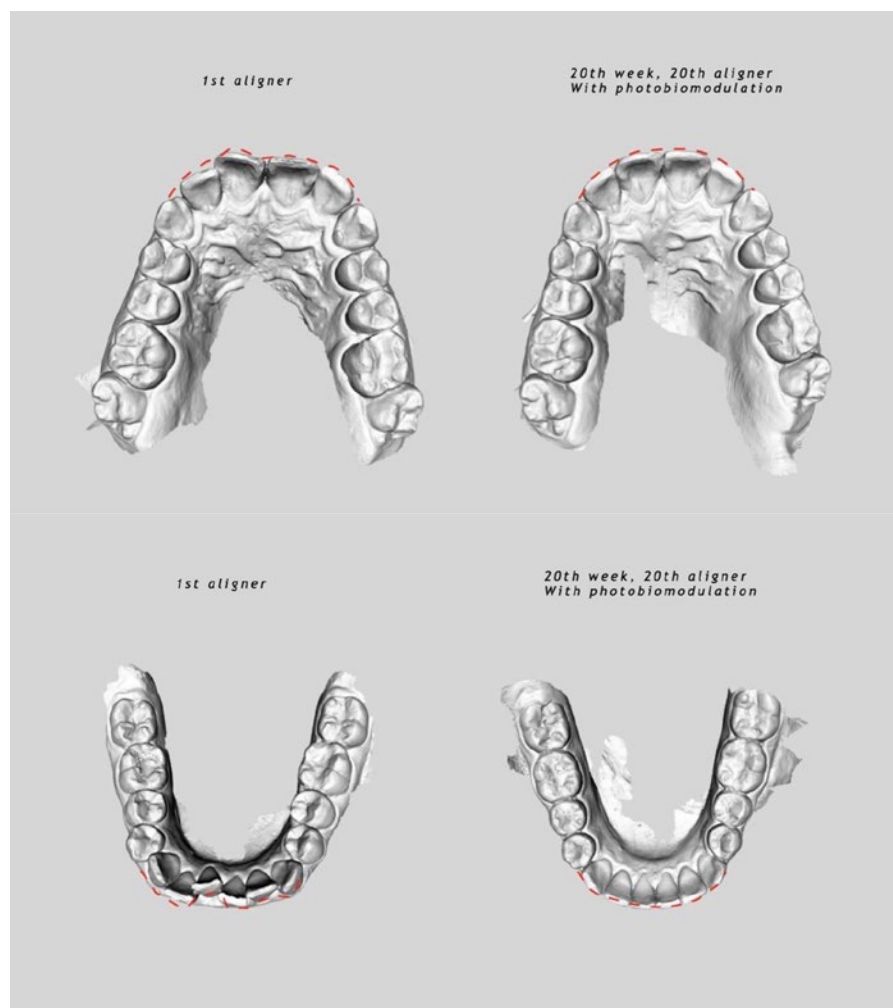 1st aligner
20th week, 20th aligner
With photobiomodulation
1st aligner
20th week, 20th aligner
With photobiomodulation